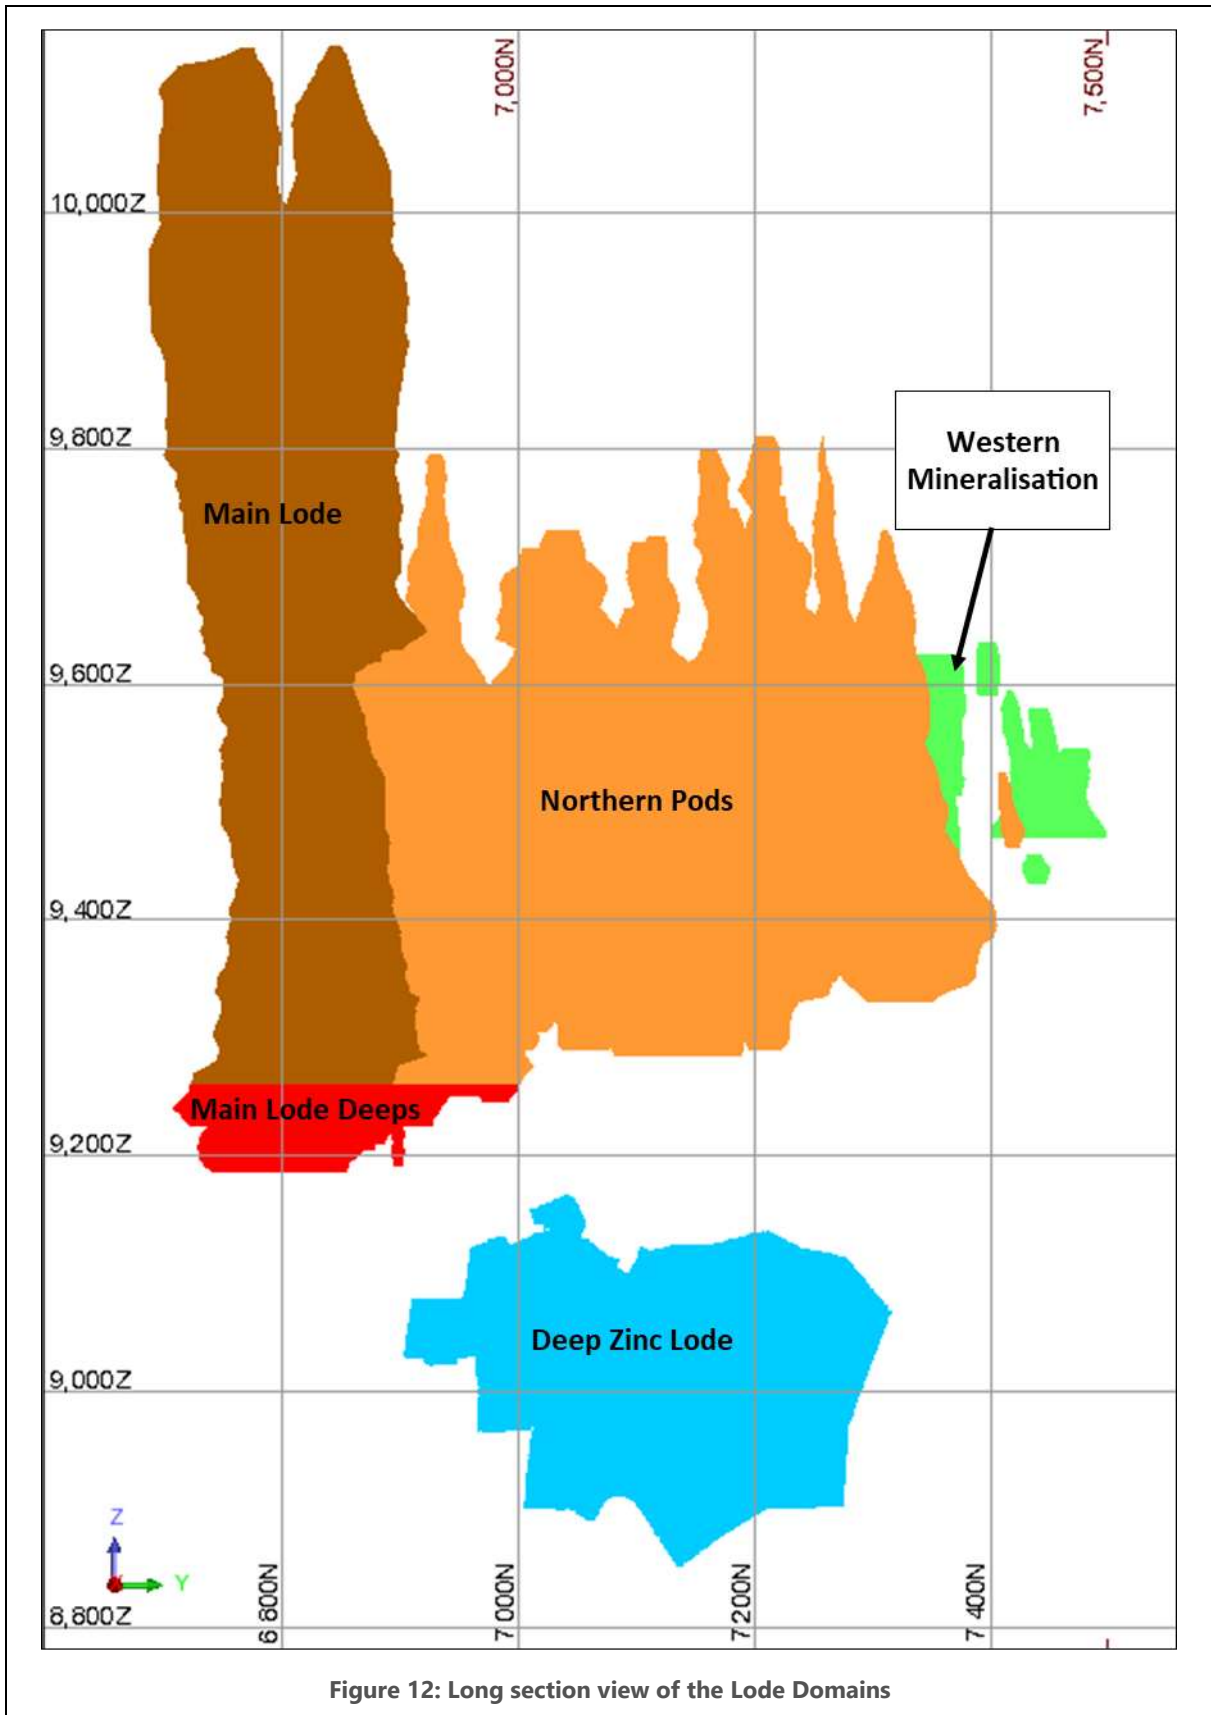 7,000N
7,500N
10,000Z
9,800Z
Western
Mineralisation
Main Lode
9,600Z
Northern Pods
9,400Z
Main Lode Deeps
9,200Z
Deep Zinc Lode
9,000Z
Z
Y
8,800Z
6 800N
7 000N
7 200N
7 400N
Figure 12: Long section view of the Lode Domains